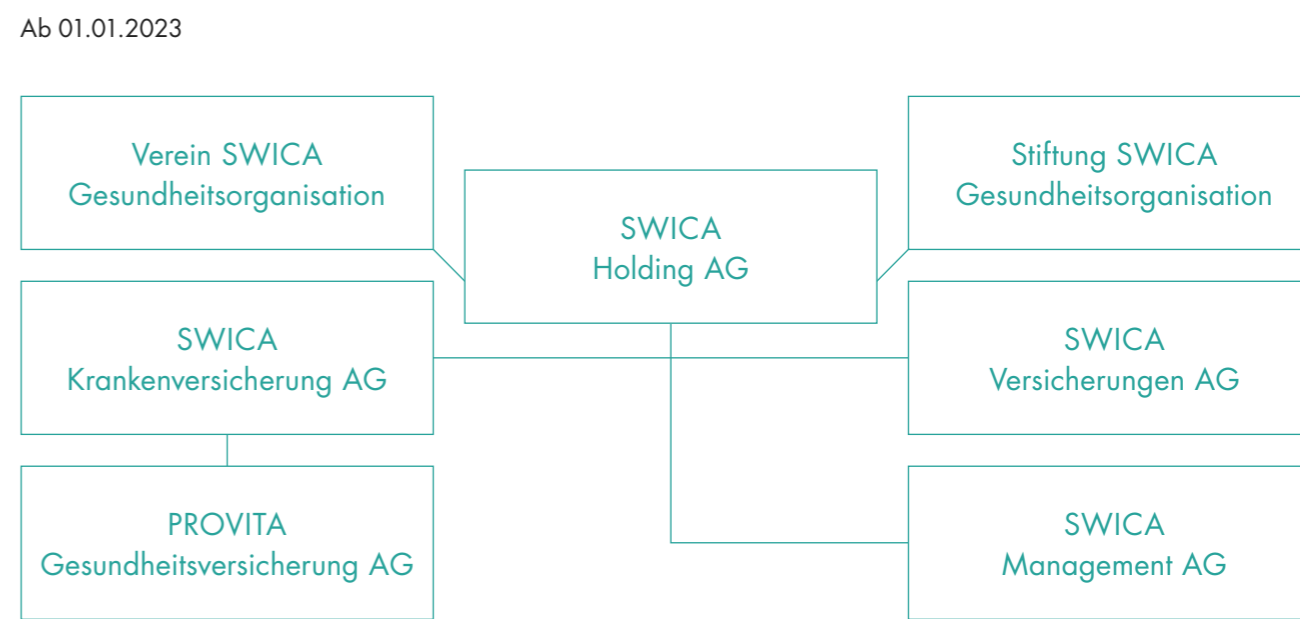 Ab 01.01.2023
Verein SWICA
Gesundheitsorganisation
SWICA
Holding AG
Stiftung SWICA
Gesundheitsorganisation
SWICA
Krankenversicherung AG
SWICA
Versicherungen AG
PROVITA
Gesundheitsversicherung AG
SWICA
Management AG